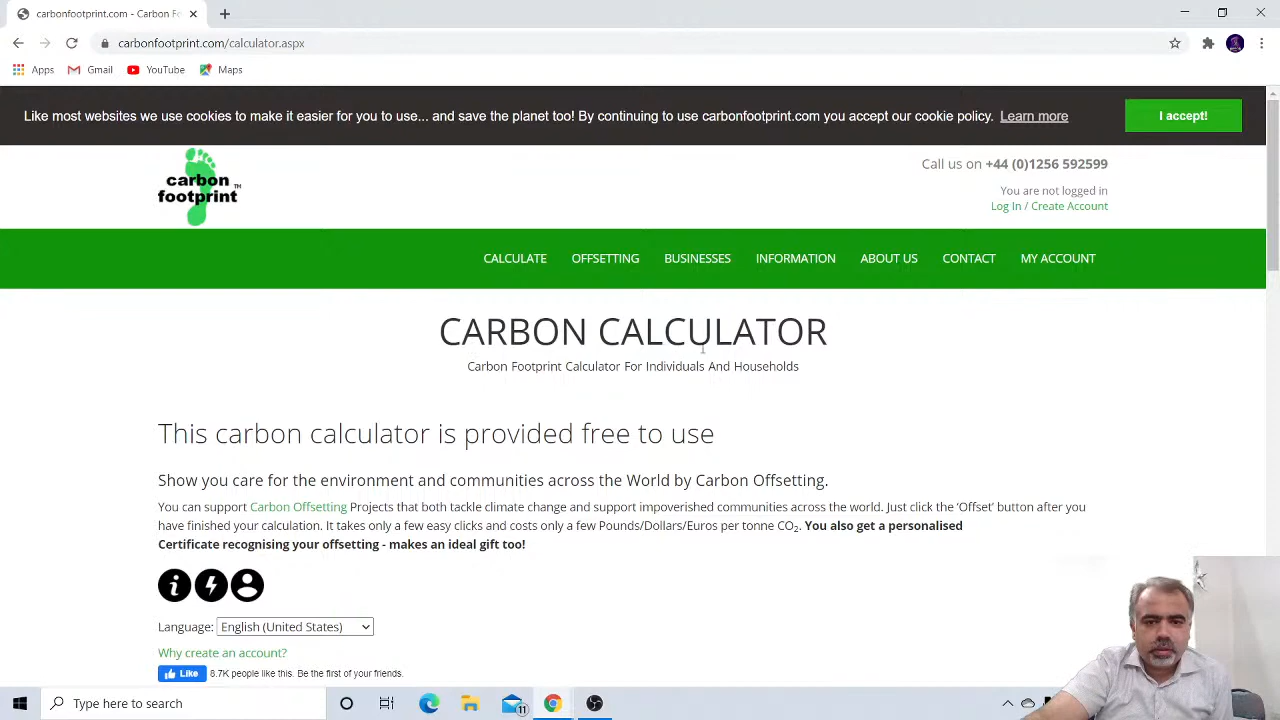 carbonfootprint.com - Carbon F
carbonfootprint.com/calculator.aspx
Apps Gmail YouTube Maps
Like most websites we use cookies to make it easier for you to use... and save the planet too! By continuing to use carbonfootprint.com you accept our cookie policy. Learn more I accept!
carbon
footprint™
Call us on +44 (0)1256 592599
You are not logged in
Log In / Create Account
CALCULATE OFFSETTING BUSINESSES INFORMATION ABOUT US CONTACT MY ACCOUNT
CARBON CALCULATOR
Carbon Footprint Calculator For Individuals And Households
This carbon calculator is provided free to use
Show you care for the environment and communities across the World by Carbon Offsetting.
You can support Carbon Offsetting Projects that both tackle climate change and support impoverished communities across the world. Just click the ‘Offset’ button after you
have finished your calculation. It takes only a few easy clicks and costs only a few Pounds/Dollars/Euros per tonne CO₂. You also get a personalised
Certificate recognising your offsetting - makes an ideal gift too!
Language: English (United States)
Why create an account?
Like 8.7K people like this. Be the first of your friends.
Type here to search
11